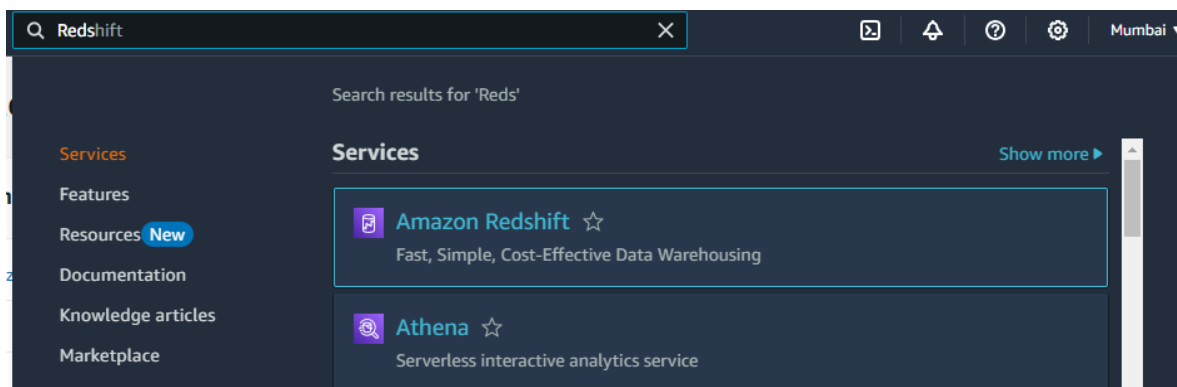 Redshift
Mumbai
Search results for 'Reds'
Services
Features
Resources New
Documentation
Knowledge articles
Marketplace
Services
Show more
Amazon Redshift
Fast, Simple, Cost-Effective Data Warehousing
Athena
Serverless interactive analytics service